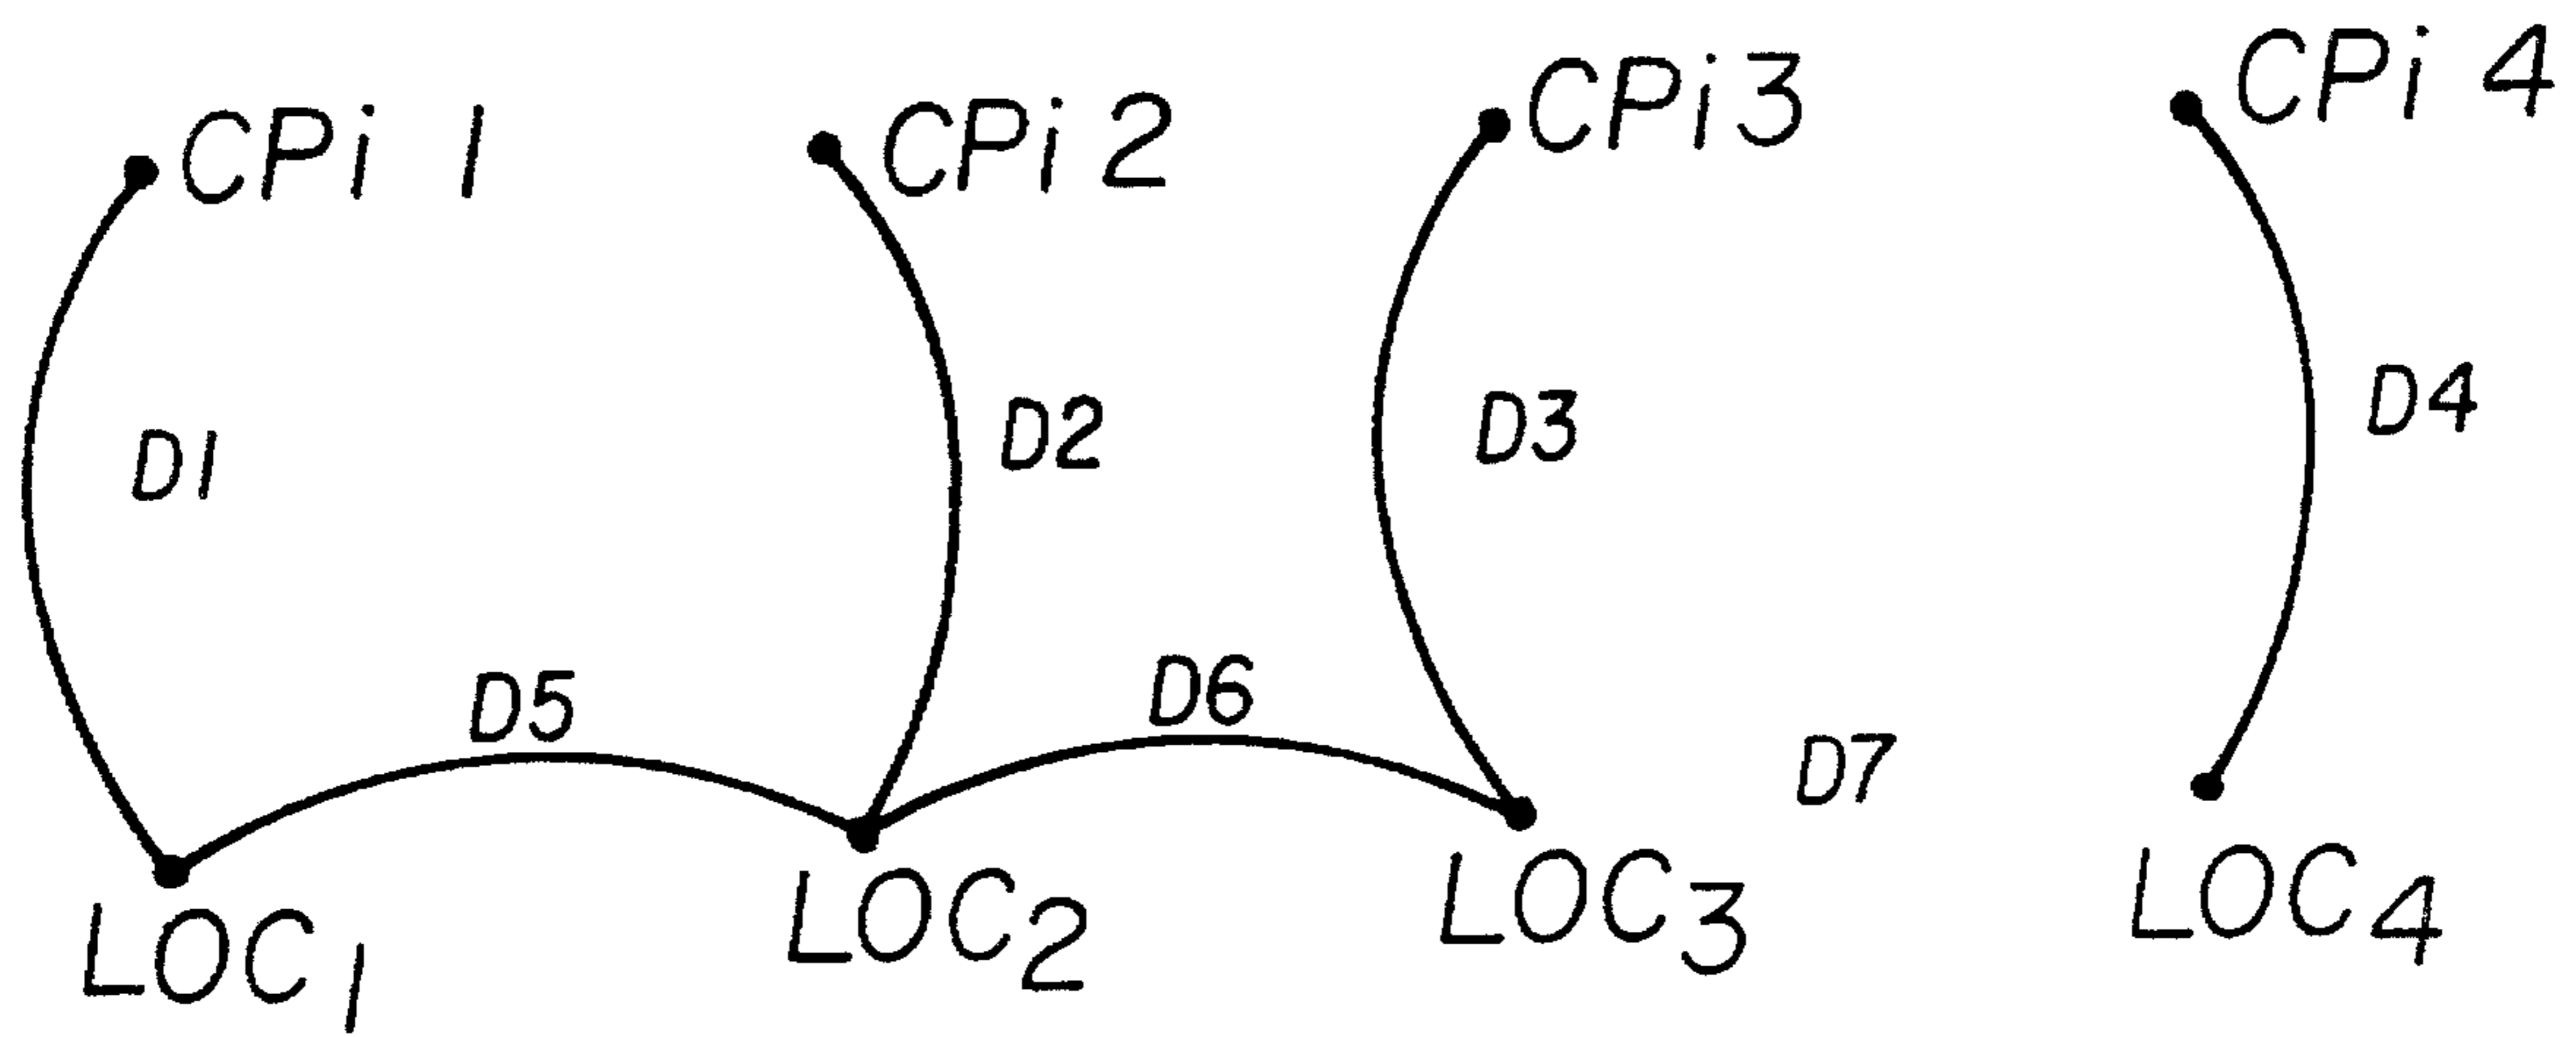 CPi 1 CPi 2 CPi 3 CPi 4
D1 D2 D3 D4
D5 D6 D7
LOC1 LOC2 LOC3 LOC4